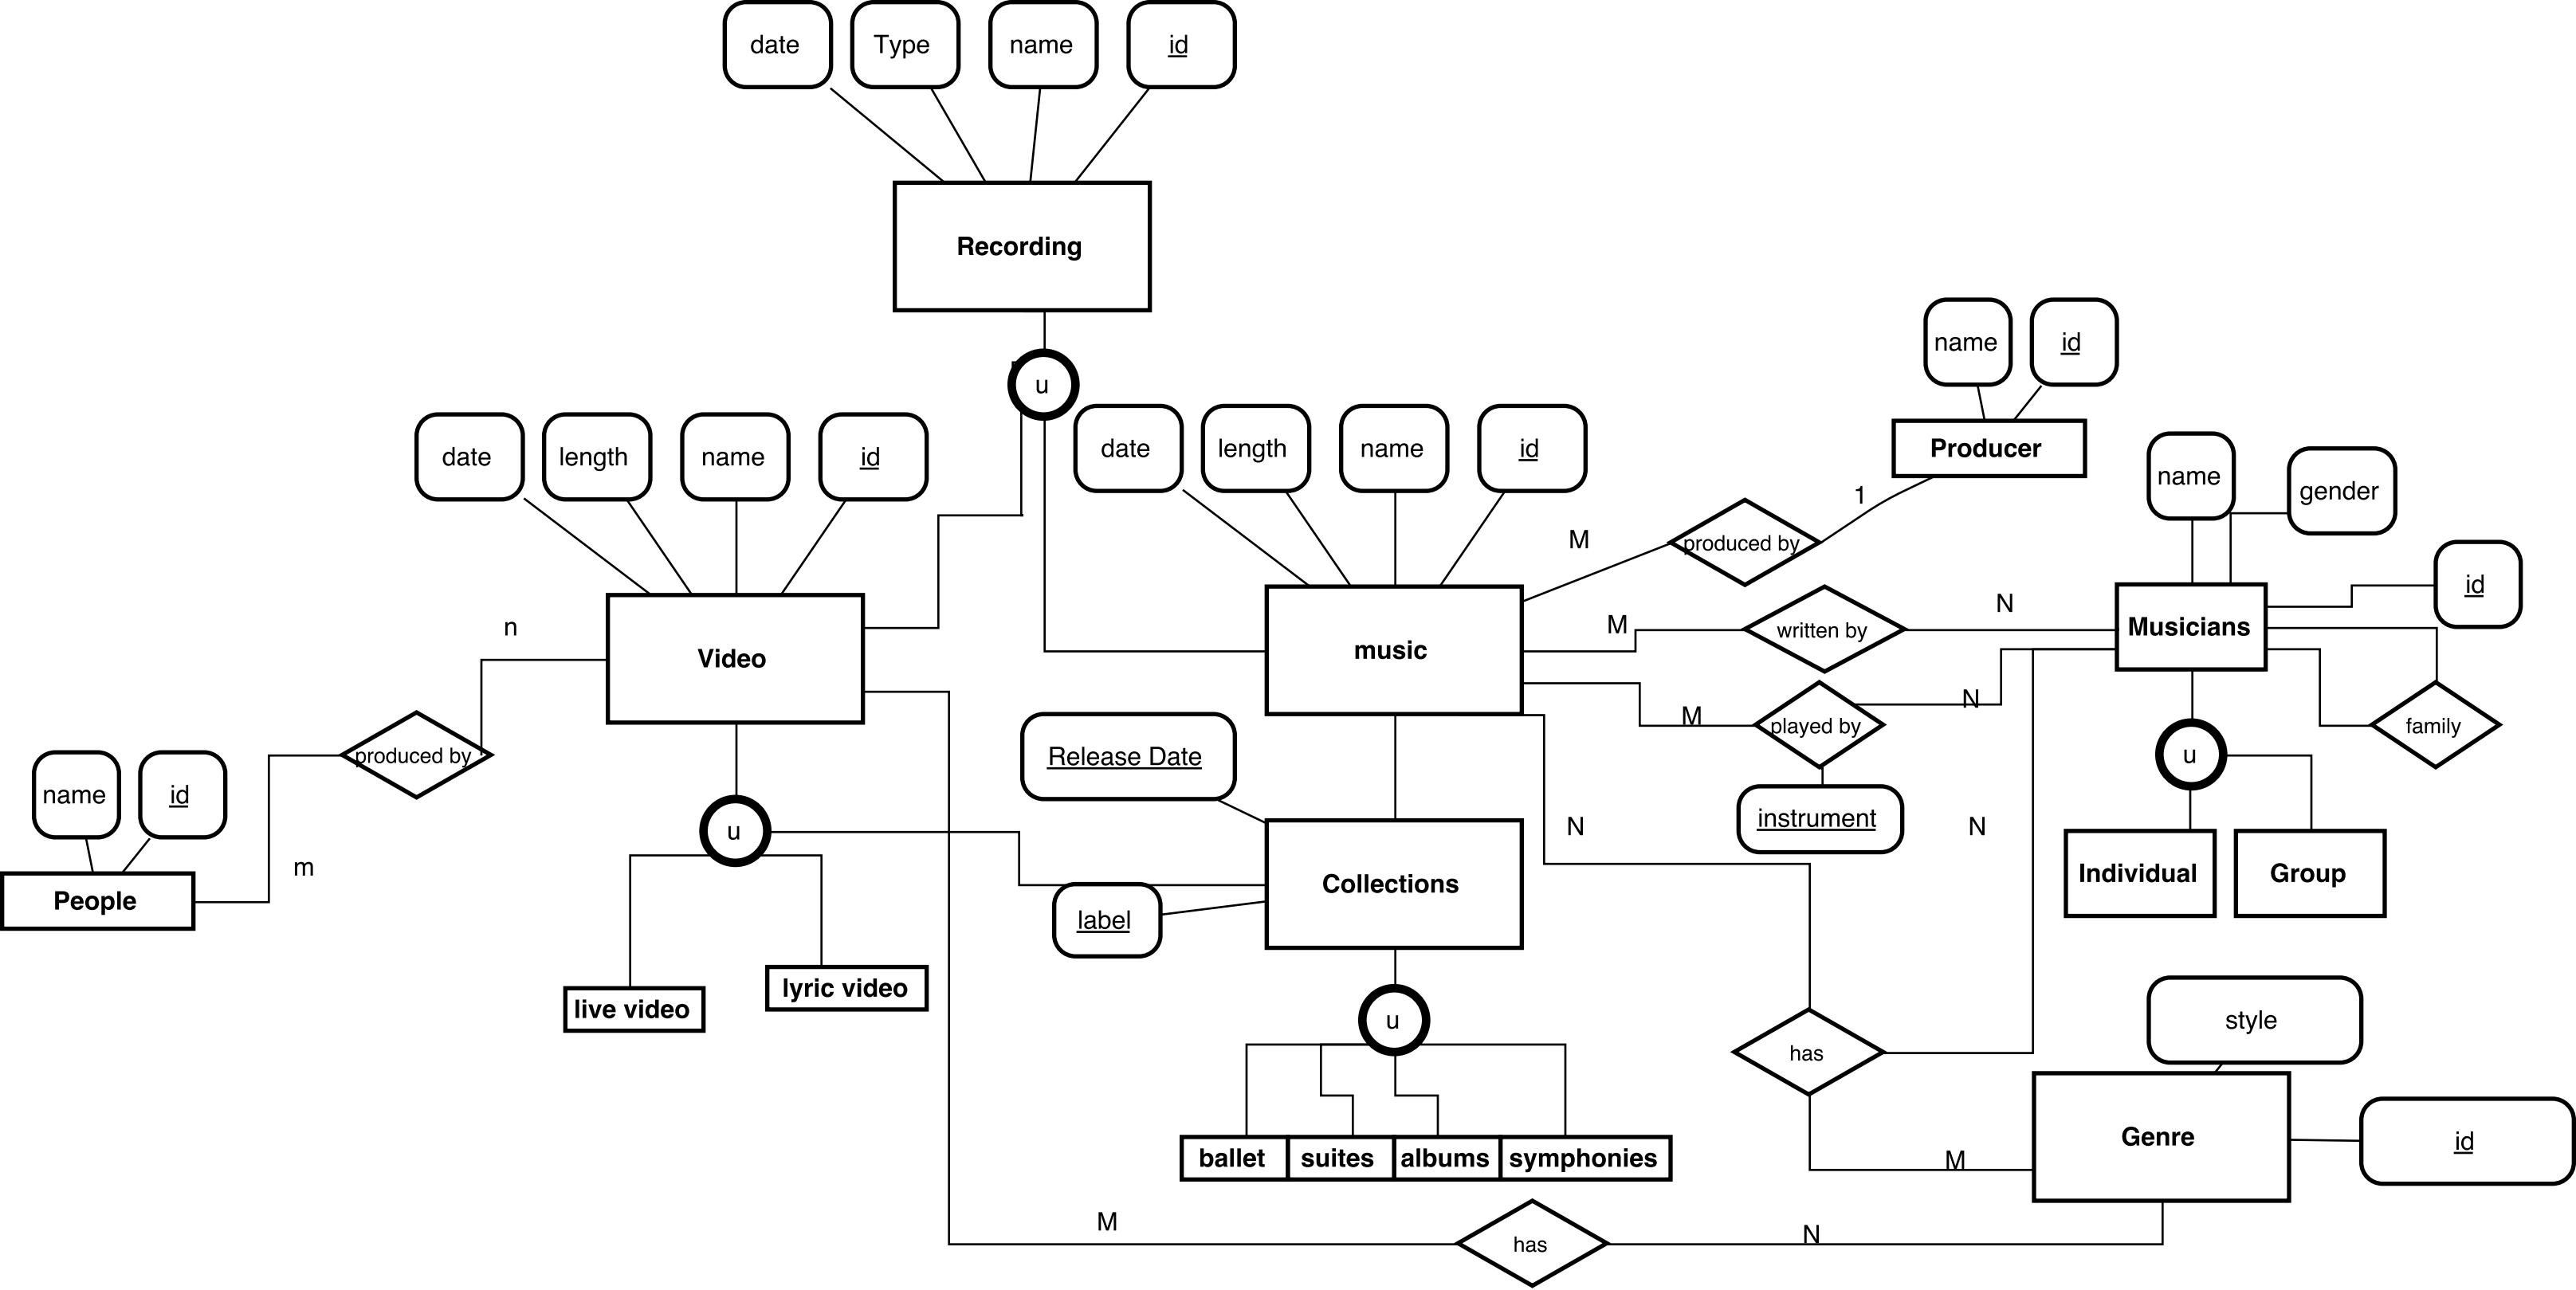 date
Type
name
id
Recording
u
name
id
Producer
date
length
name
id
date
length
name
id
name
gender
1
M
produced by
id
n
Video
music
M
written by
N
Musicians
M
played by
N
family
produced by
Release Date
u
name
id
u
instrument
N
N
m
People
Collections
label
Individual
Group
live video
lyric video
u
style
has
ballet
suites
albums
symphonies
M
Genre
id
M
has
N